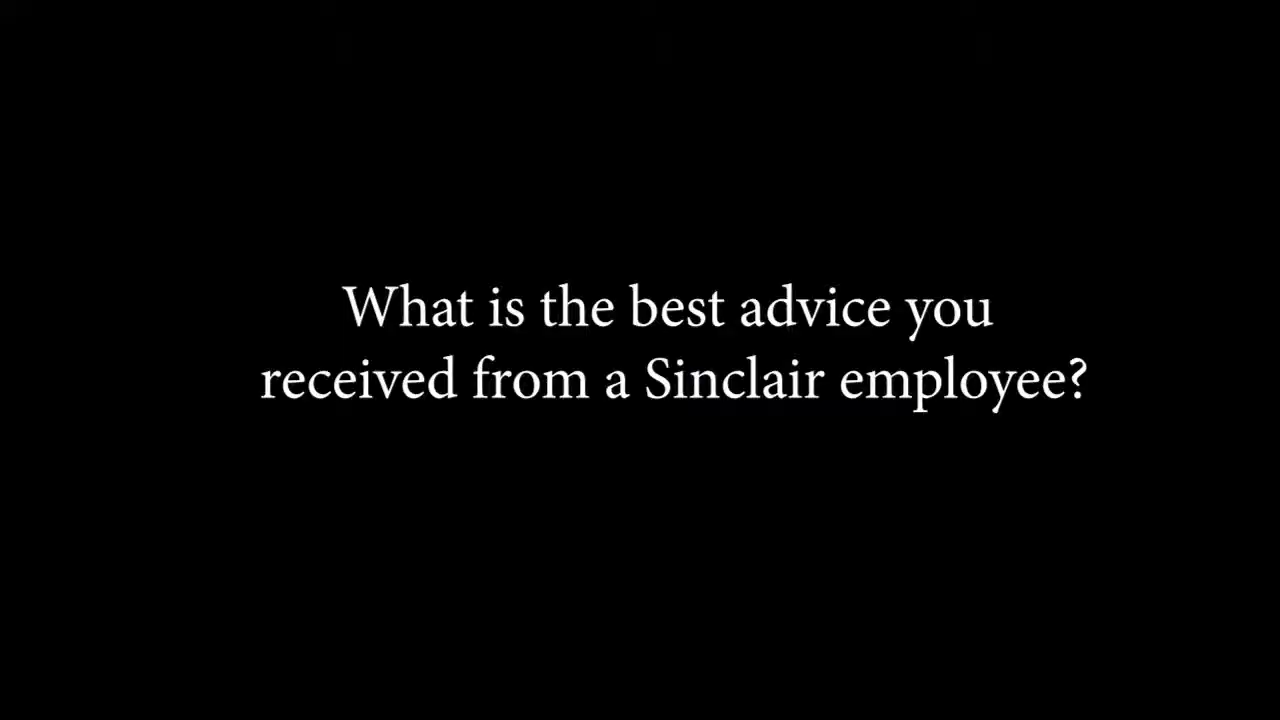 What is the best advice you
received from a Sinclair employee?